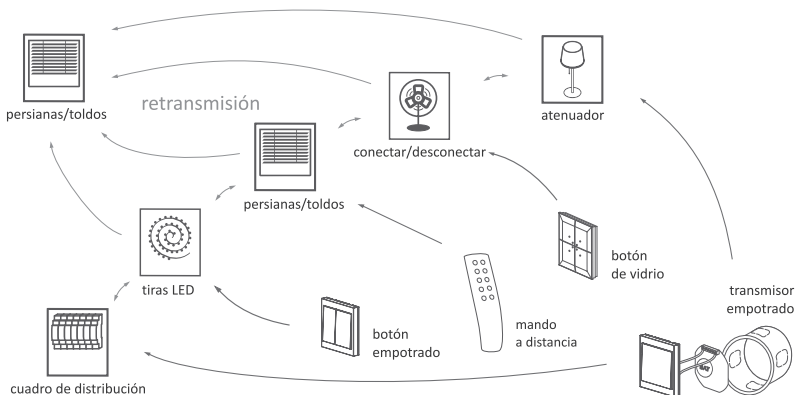 persianas/toldos
retransmisión
atenuador
conectar/desconectar
persianas/toldos
botón
de vidrio
tiras LED
transmisor
empotrado
mando
a distancia
botón
empotrado
cuadro de distribución